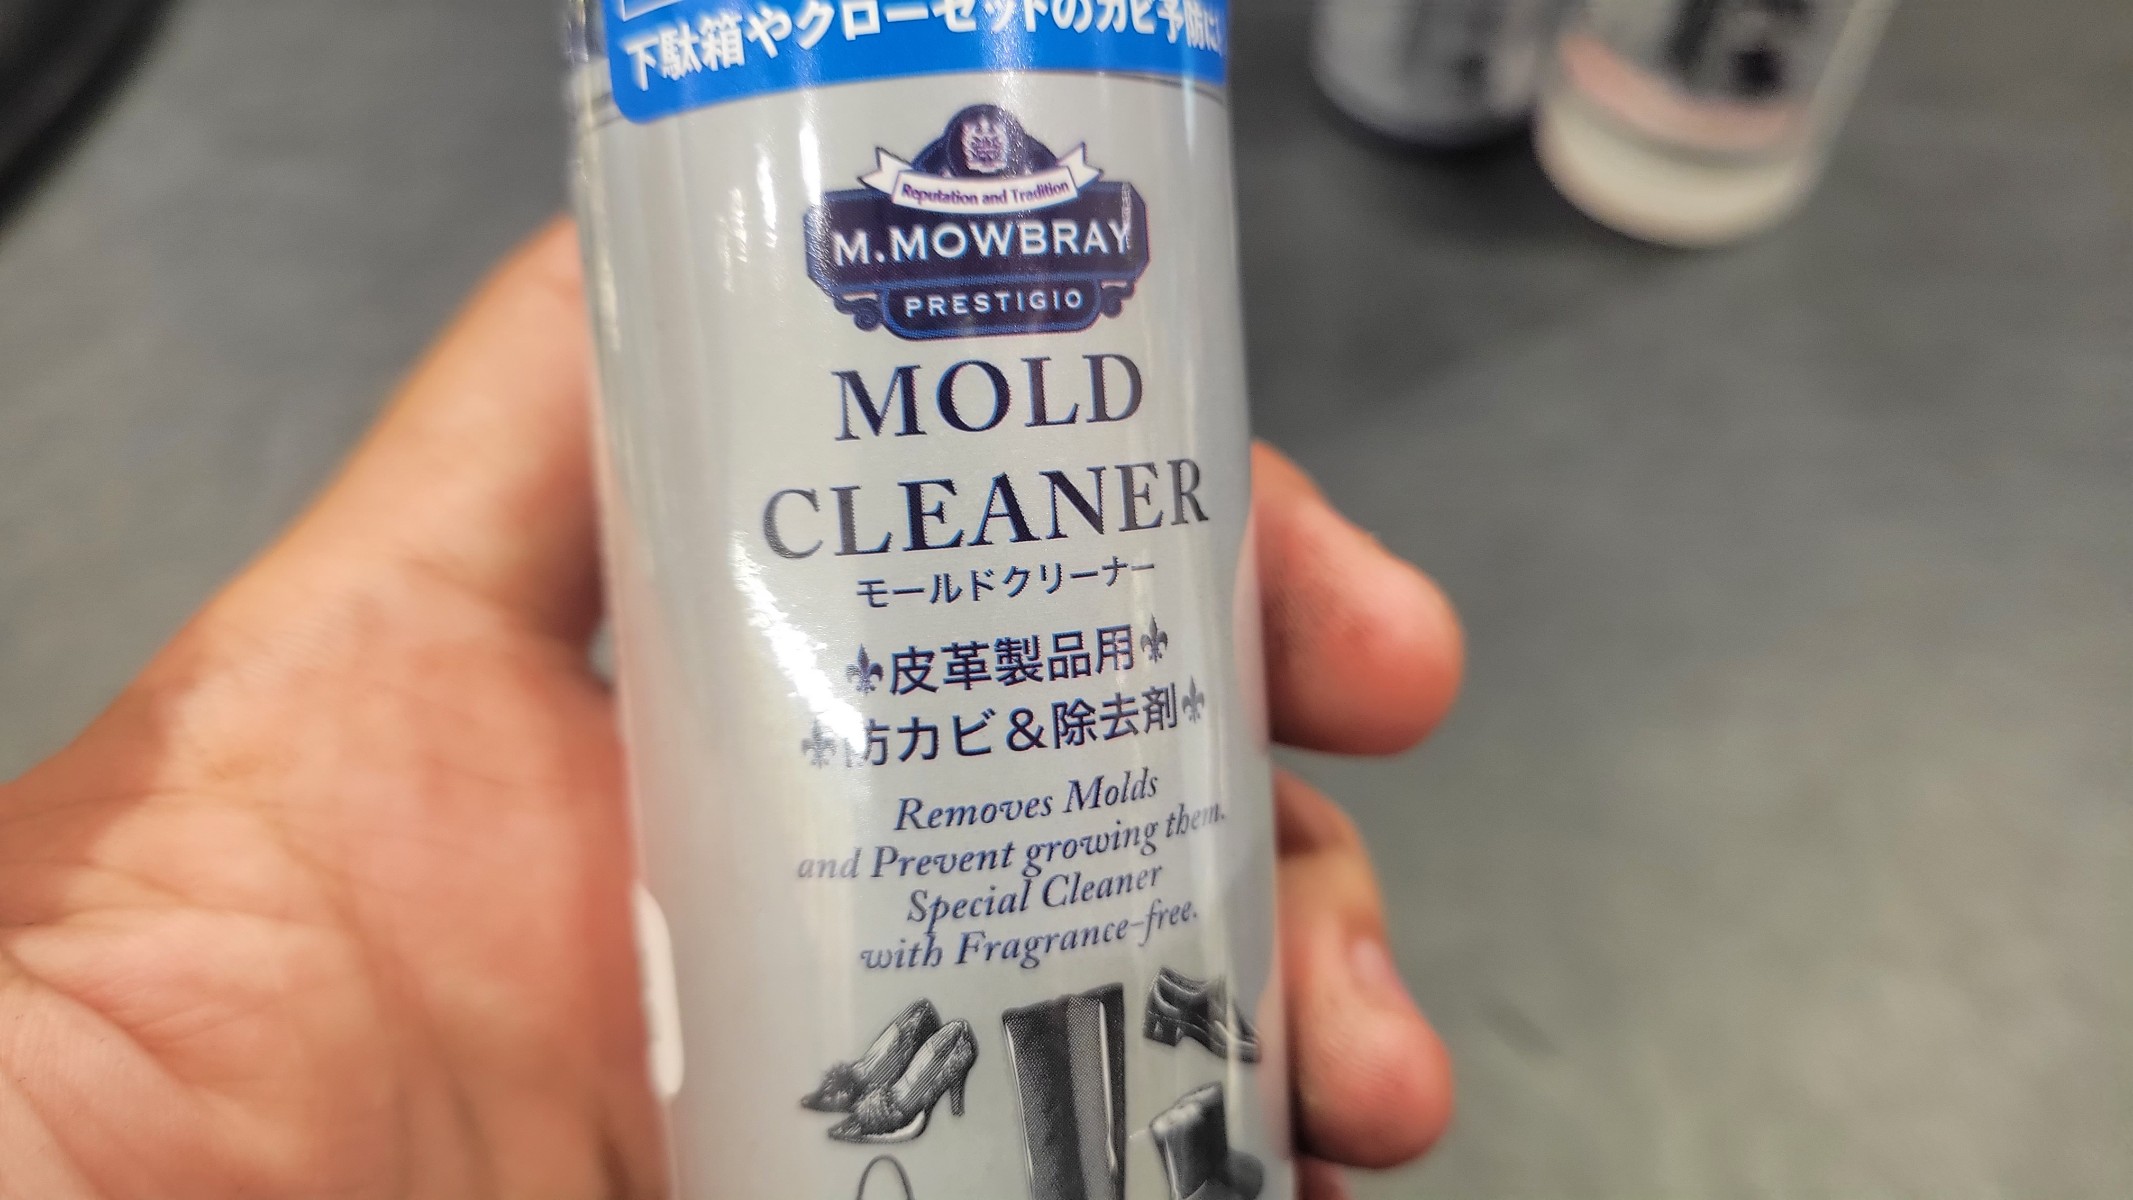 下駄箱やクローゼットのカビ予防に
Reputation and Tradition
M.MOWBRAY
PRESTIGIO
MOLD
CLEANER
モールドクリーナー
皮革製品用
防カビ&除去剤
Removes Molds
and Prevent growing them.
Special Cleaner
with Fragrance-free.